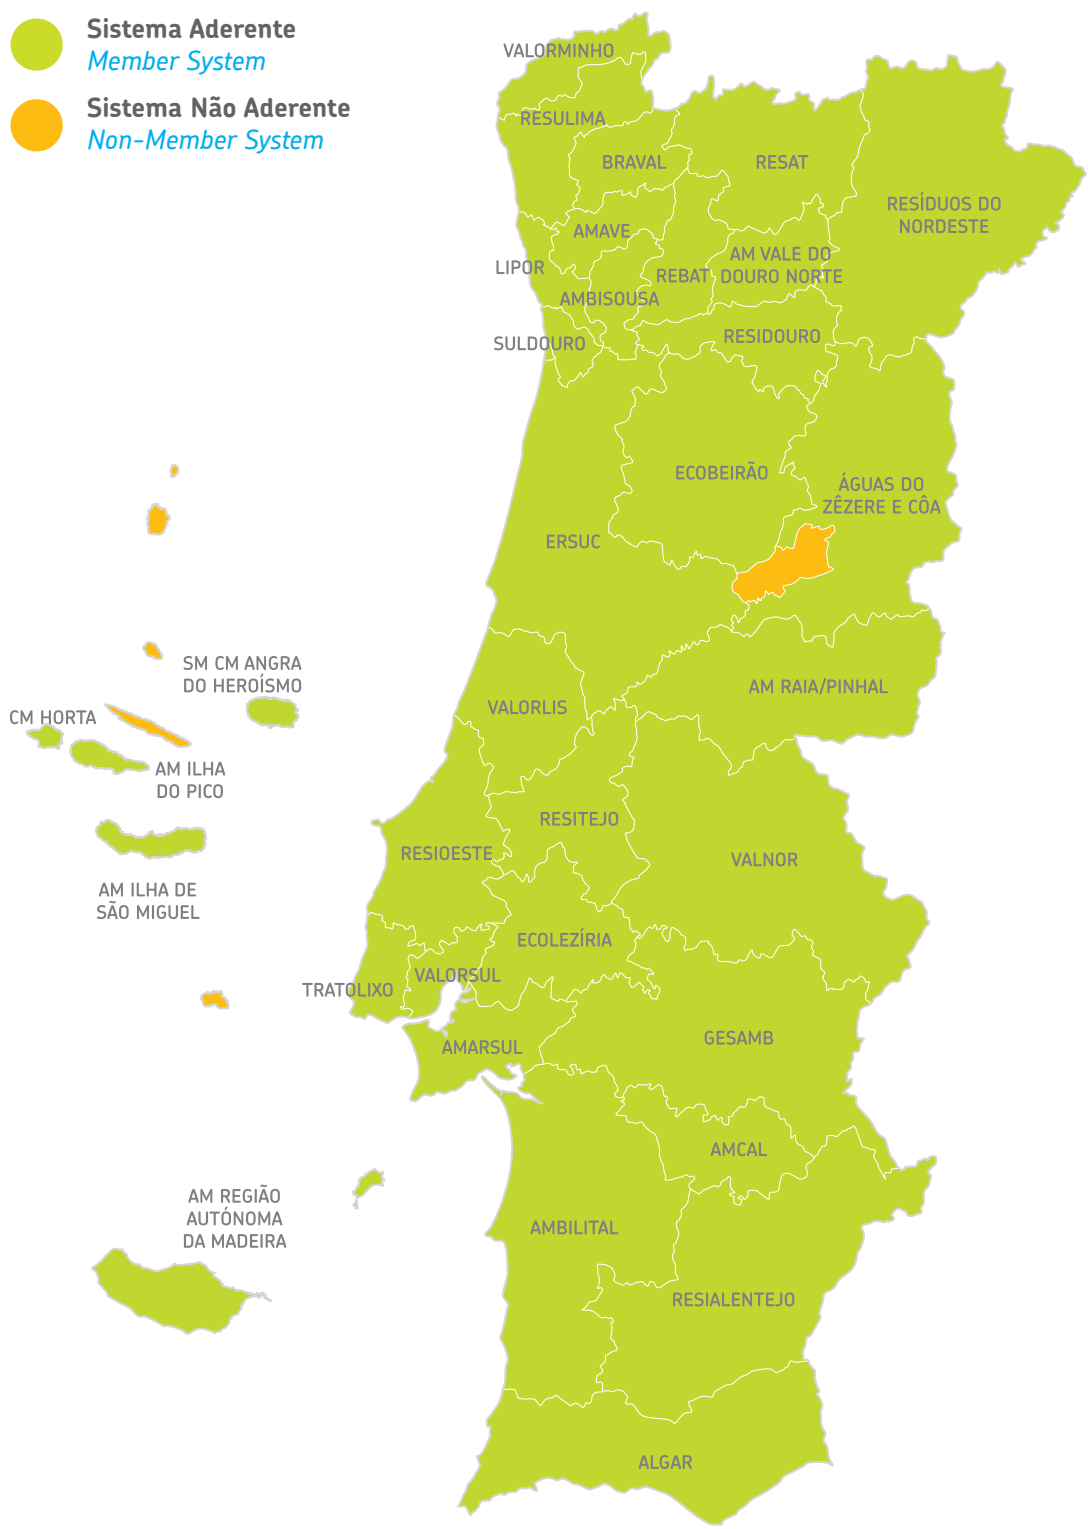 Sistema Aderente
Member System
Sistema Não Aderente
Non-Member System
VALORMINHO
RESULIMA
BRAVAL
RESAT
RESÍDUOS DO
NORDESTE
AMAVE
LIPOR
AM VALE DO
DOURO NORTE
REBAT
AMBISOUSA
SULDOURO
RESIDOURO
ECOBEIRÃO
ÁGUAS DO
ZÊZERE E CÔA
ERSUC
SM CM ANGRA
DO HEROÍSMO
AM RAIA/PINHAL
VALORLIS
CM HORTA
AM ILHA
DO PICO
RESITEJO
RESIOESTE
VALNOR
AM ILHA DE
SÃO MIGUEL
ECOLEZÍRIA
VALORSUL
TRATOLIXO
GESAMB
AMARSUL
AMCAL
AM REGIÃO
AUTÓNOMA
DA MADEIRA
AMBILITAL
RESIALENTEJO
ALGAR